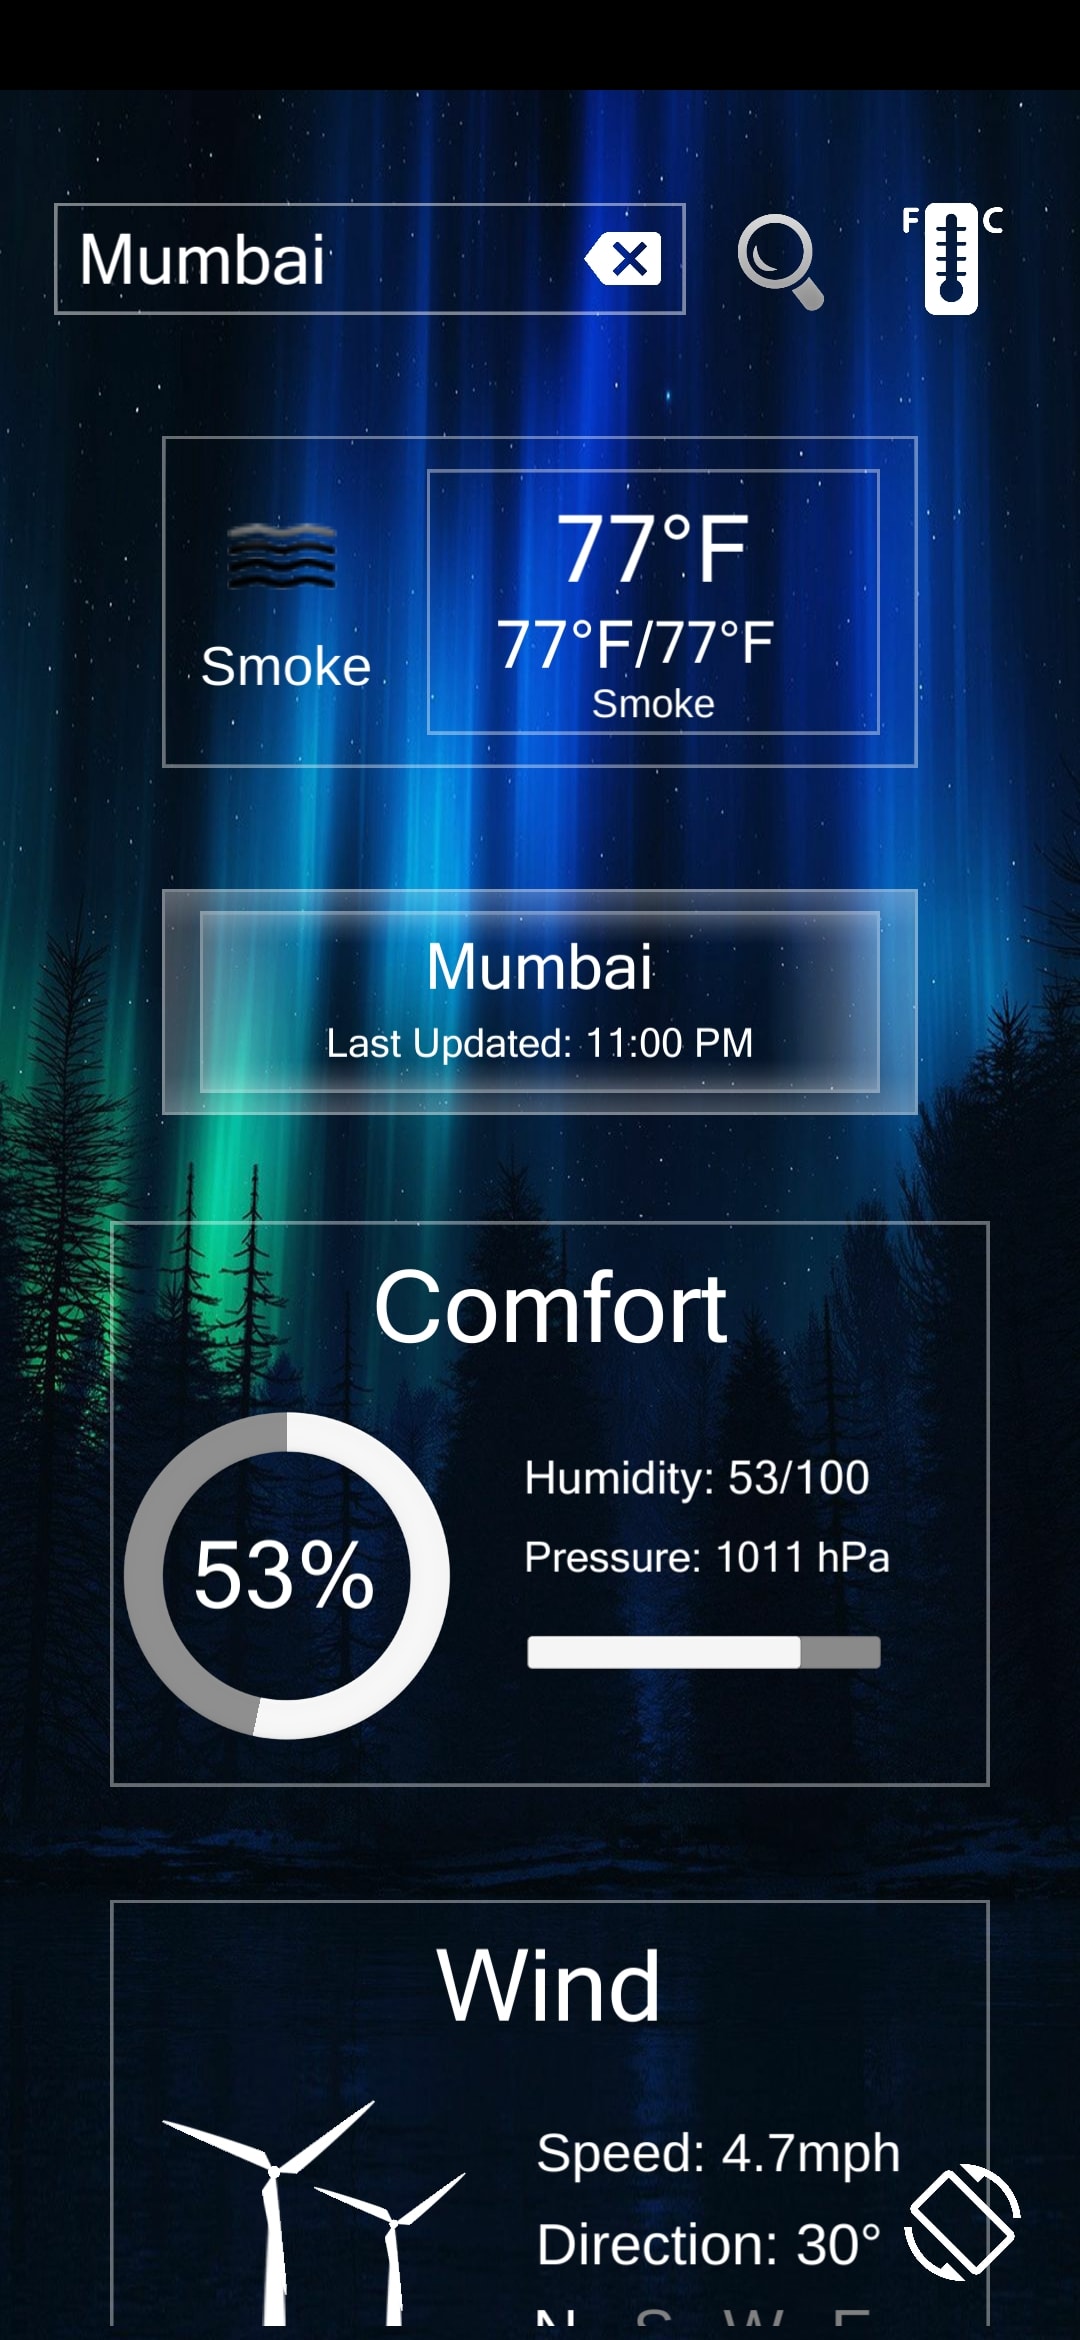 Mumbai
F C
77°F
77°F/77°F
Smoke
Smoke
Mumbai
Last Updated: 11:00 PM
Comfort
53%
Humidity: 53/100
Pressure: 1011 hPa
Wind
Speed: 4.7mph
Direction: 30°
N S W E